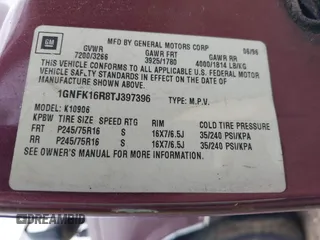 GM
MFD BY GENERAL MOTORS CORP 06/96
GVWR GAWR FRT GAWR RR
7200/3266 3925/1780 4000/1814 LB/KG
THIS VEHICLE CONFORMS TO ALL APPLICABLE U.S. FEDERAL MOTOR
VEHICLE SAFETY STANDARDS IN EFFECT ON THE DATE OF
MANUFACTURE SHOWN ABOVE.
1GNFK16R8TJ397396 TYPE: M.P.V.
MODEL: K10906
KPBW TIRE SIZE SPEED RTG RIM COLD TIRE PRESSURE
FRT P245/75R16 S 16X7/6.5J 35/240 PSI/KPA
RR P245/75R16 S 16X7/6.5J 35/240 PSI/KPA
SEE OWNER'S MANUAL FOR ADDITIONAL INFORMATION.
DREAMBID